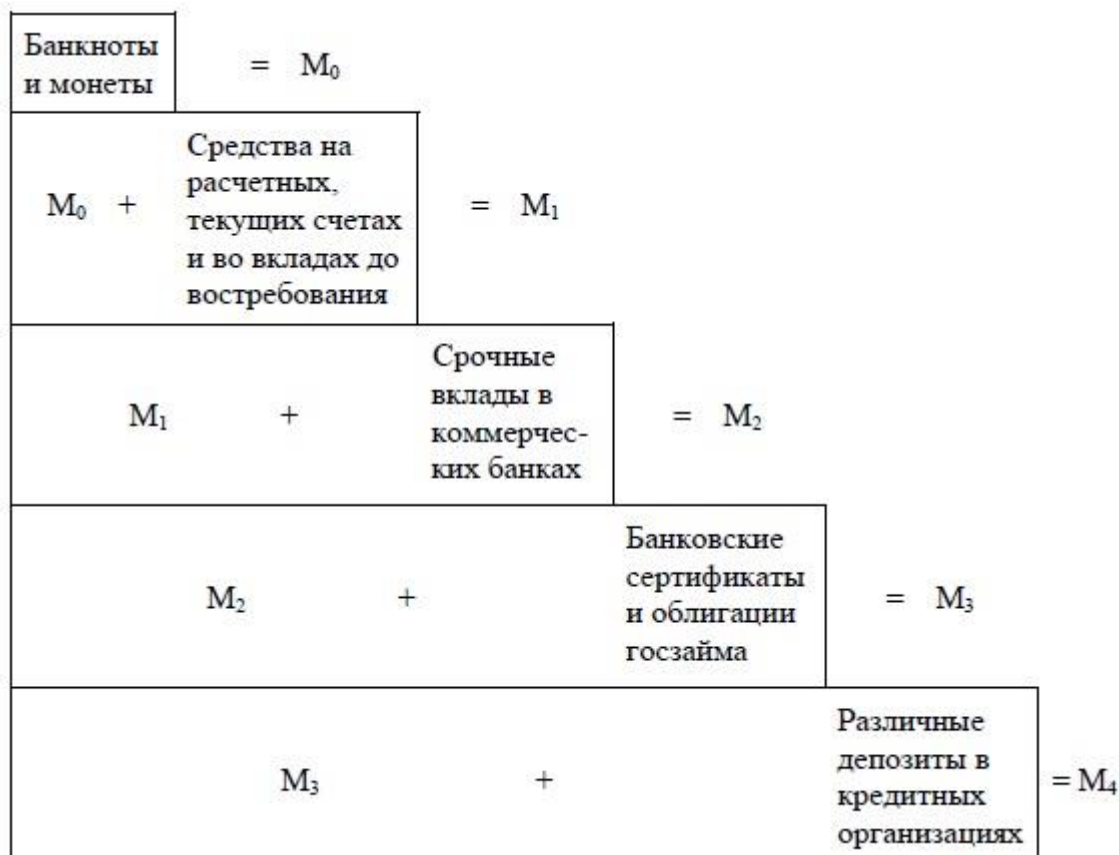 Банкноты
и монеты
= M₀
M₀ +
Средства на
расчетных,
текущих счетах
и во вкладах до
востребования
= M₁
M₁ +
Срочные
вклады в
коммерчес-
ких банках
= M₂
M₂ +
Банковские
сертификаты
и облигации
госзайма
= M₃
M₃ +
Различные
депозиты в
кредитных
организациях
= M₄